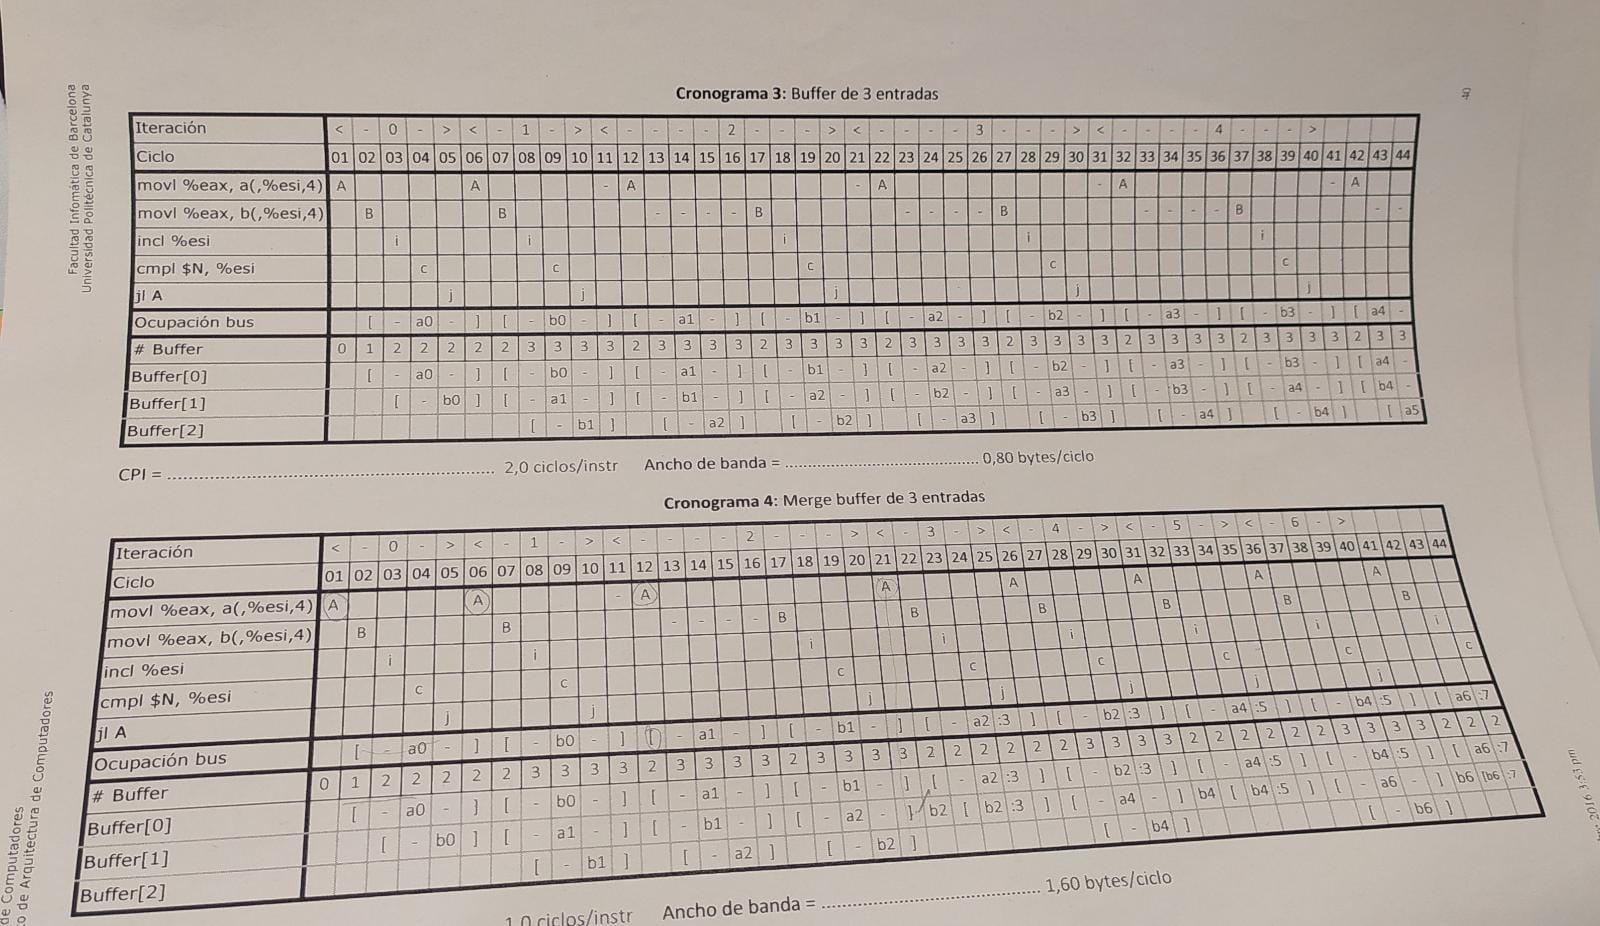 Cronograma 3: Buffer de 3 entradas
Facultad Infomática de Barcelona
Universidad Politécnica de Catalunya
Iteración < - 0 - > < - 1 - > < - - - - 2 - - - > < - - - - 3 - - - > < - - - - 4 - - - >
Ciclo 01 02 03 04 05 06 07 08 09 10 11 12 13 14 15 16 17 18 19 20 21 22 23 24 25 26 27 28 29 30 31 32 33 34 35 36 37 38 39 40 41 42 43 44
movl %eax, a(,%esi,4) A A - A - A - A - A
movl %eax, b(,%esi,4) B B - - - - B - - - - B - - - - B - -
incl %esi i i i i i
cmpl $N, %esi c c c c c
jl A j j j j j
Ocupación bus [ - a0 - ] [ - b0 - ] [ - a1 - ] [ - b1 - ] [ - a2 - ] [ - b2 - ] [ - a3 - ] [ - b3 - ] [ a4 -
# Buffer 0 1 2 2 2 2 2 3 3 3 3 2 3 3 3 3 2 3 3 3 3 2 3 3 3 3 2 3 3 3 3 2 3 3 3 3 2 3 3 3 3 2 3 3
Buffer[0] [ - a0 - ] [ - b0 - ] [ - a1 - ] [ - b1 - ] [ - a2 - ] [ - b2 - ] [ - a3 - ] [ - b3 - ] [ a4 -
Buffer[1] [ - b0 ] [ - a1 - ] [ - b1 - ] [ - a2 - ] [ - b2 - ] [ - a3 - ] [ - b3 - ] [ - a4 - ] [ b4 -
Buffer[2] [ - b1 ] [ - a2 ] [ - b2 ] [ - a3 ] [ - b3 ] [ - a4 ] [ - b4 ] [ a5
CPI = 2,0 ciclos/instr Ancho de banda = 0,80 bytes/ciclo
Cronograma 4: Merge buffer de 3 entradas
Iteración < - 0 - > < - 1 - > < - - - - 2 - - - > < - 3 - > < - 4 - > < - 5 - > < - 6 - >
Ciclo 01 02 03 04 05 06 07 08 09 10 11 12 13 14 15 16 17 18 19 20 21 22 23 24 25 26 27 28 29 30 31 32 33 34 35 36 37 38 39 40 41 42 43 44
movl %eax, a(,%esi,4) A A - A A A A A A
movl %eax, b(,%esi,4) B B - - - - B B B B B B
incl %esi i i i i i i i i
cmpl $N, %esi c c c c c c c c
jl A j j j j j j j
Ocupación bus [ - a0 - ] [ - b0 - ] [ - a1 ] [ - b1 - ] [ - a2 :3 ] [ - b2 :3 ] [ - a4 :5 ] [ - b4 :5 ] [ a6 :7
# Buffer 0 1 2 2 2 2 2 3 3 3 3 2 3 3 3 3 2 3 3 3 3 2 2 2 2 2 2 3 3 3 3 2 2 2 2 2 2 3 3 3 3 2 2 2
Buffer[0] [ - a0 - ] [ - b0 - ] [ - a1 - ] [ - b1 - ] [ - a2 :3 ] [ - b2 :3 ] [ - a4 :5 ] [ - b4 :5 ] [ a6 :7
Buffer[1] [ - b0 ] [ - a1 - ] [ - b1 - ] [ - a2 - ] b2 [ b2 :3 ] [ - a4 - ] b4 [ b4 :5 ] [ - a6 - ] b6 [b6 :7
Buffer[2] [ - b1 ] [ - a2 ] [ - b2 ] [ - b4 ] [ - b6 ]
1,0 ciclos/instr Ancho de banda = 1,60 bytes/ciclo
de Computadores
de Arquitectura de Computadores
2016 3:51 pm